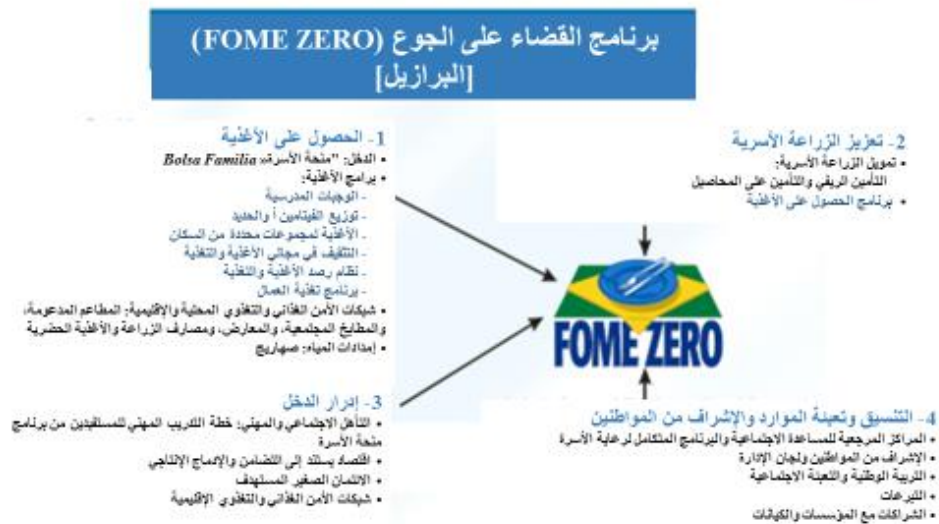 برنامج القضاء على الجوع (FOME ZERO)
[البرازيل]
1- الحصول على الأغذية
• الدخل: "منحة الأسرة» Bolsa Familia
• برامج الأغذية:
- الوجبات المدرسية
- توزيع الفيتامين أ والحديد
- الأغذية لمجموعات محددة من السكان
- التثقيف في مجالي الأغذية والتغذية
- نظام رصد الأغذية والتغذية
- برنامج تغذية العمال
• شبكات الأمن الغذائي والتغذوي المحلية والإقليمية: المطاعم المدعومة،
والمطابخ المجتمعية، والمعارض، ومصارف الزراعة والأغذية الحضرية
• إمدادات المياه: صهاريج
2- تعزيز الزراعة الأسرية
• تمويل الزراعة الأسرية:
التأمين الريفي والتأمين على المحاصيل
• برنامج الحصول على الأغذية
FOME ZERO
3- إدرار الدخل
• التأهل الاجتماعي والمهني: خطة التدريب المهني للمستفيدين من برنامج
منحة الأسرة
• اقتصاد يستند إلى التضامن والإدماج الإنتاجي
• الائتمان الصغير المستهدف
• شبكات الأمن الغذائي والتغذوي الإقليمية
4- التنسيق وتعبئة الموارد والإشراف من المواطنين
• المراكز المرجعية للمساعدة الاجتماعية والبرنامج المتكامل لرعاية الأسرة
• الإشراف من المواطنين ولجان الإدارة
• التربية الوطنية والتعبئة الاجتماعية
• التبرعات
• الشراكات مع المؤسسات والكيانات